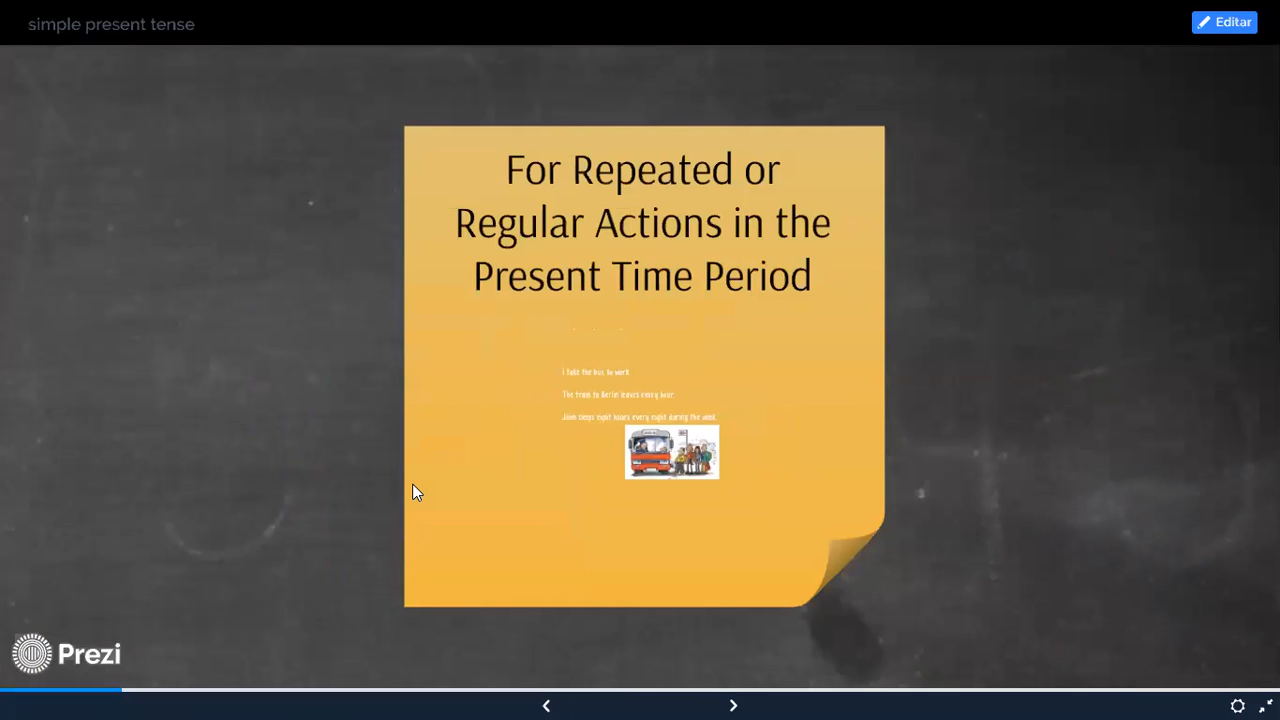 simple present tense
Editar
For Repeated or
Regular Actions in the
Present Time Period
I take the bus to work.
The train to Berlin leaves every hour.
John sleeps eight hours every night during the week.
Prezi